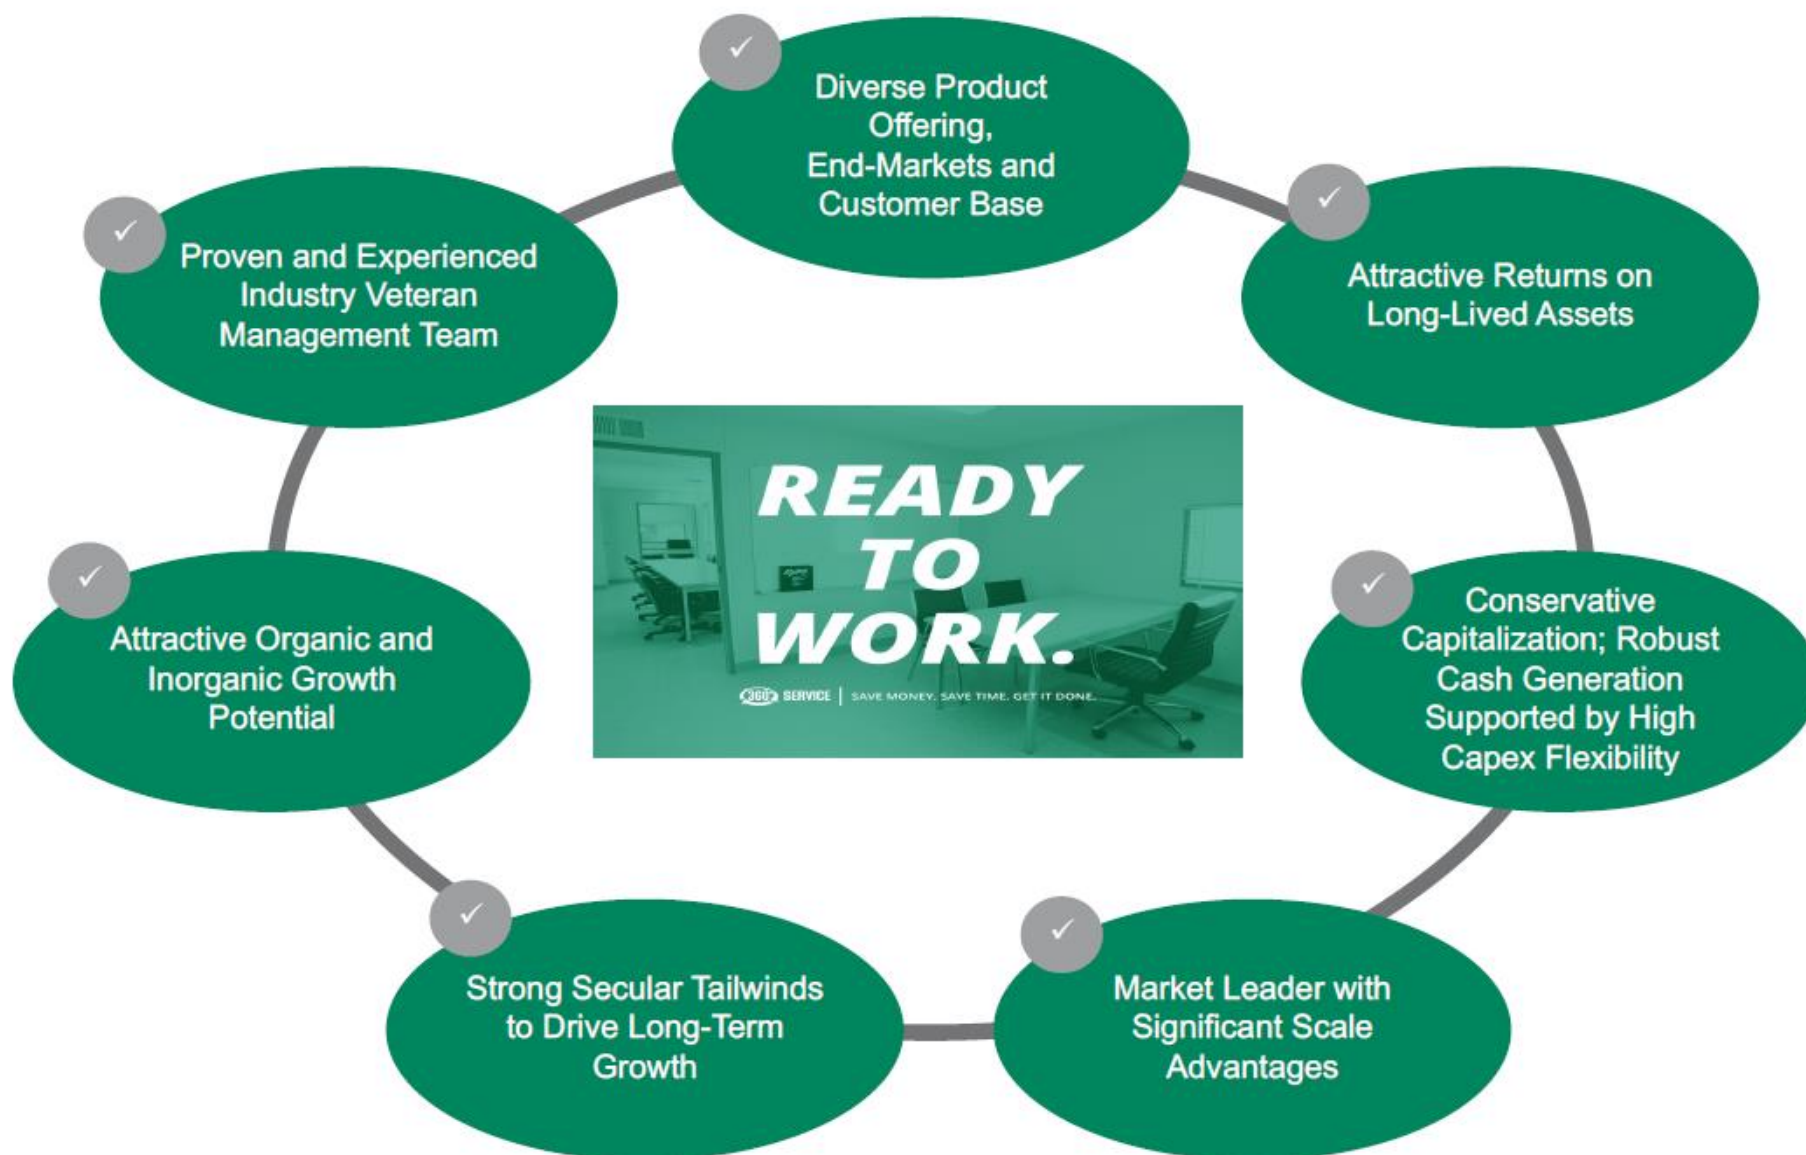 Diverse Product
Offering,
End-Markets and
Customer Base
Attractive Returns on
Long-Lived Assets
Conservative
Capitalization; Robust
Cash Generation
Supported by High
Capex Flexibility
Market Leader with
Significant Scale
Advantages
Strong Secular Tailwinds
to Drive Long-Term
Growth
Attractive Organic and
Inorganic Growth
Potential
Proven and Experienced
Industry Veteran
Management Team
READY
TO
WORK.
360° SERVICE | SAVE MONEY. SAVE TIME. GET IT DONE.